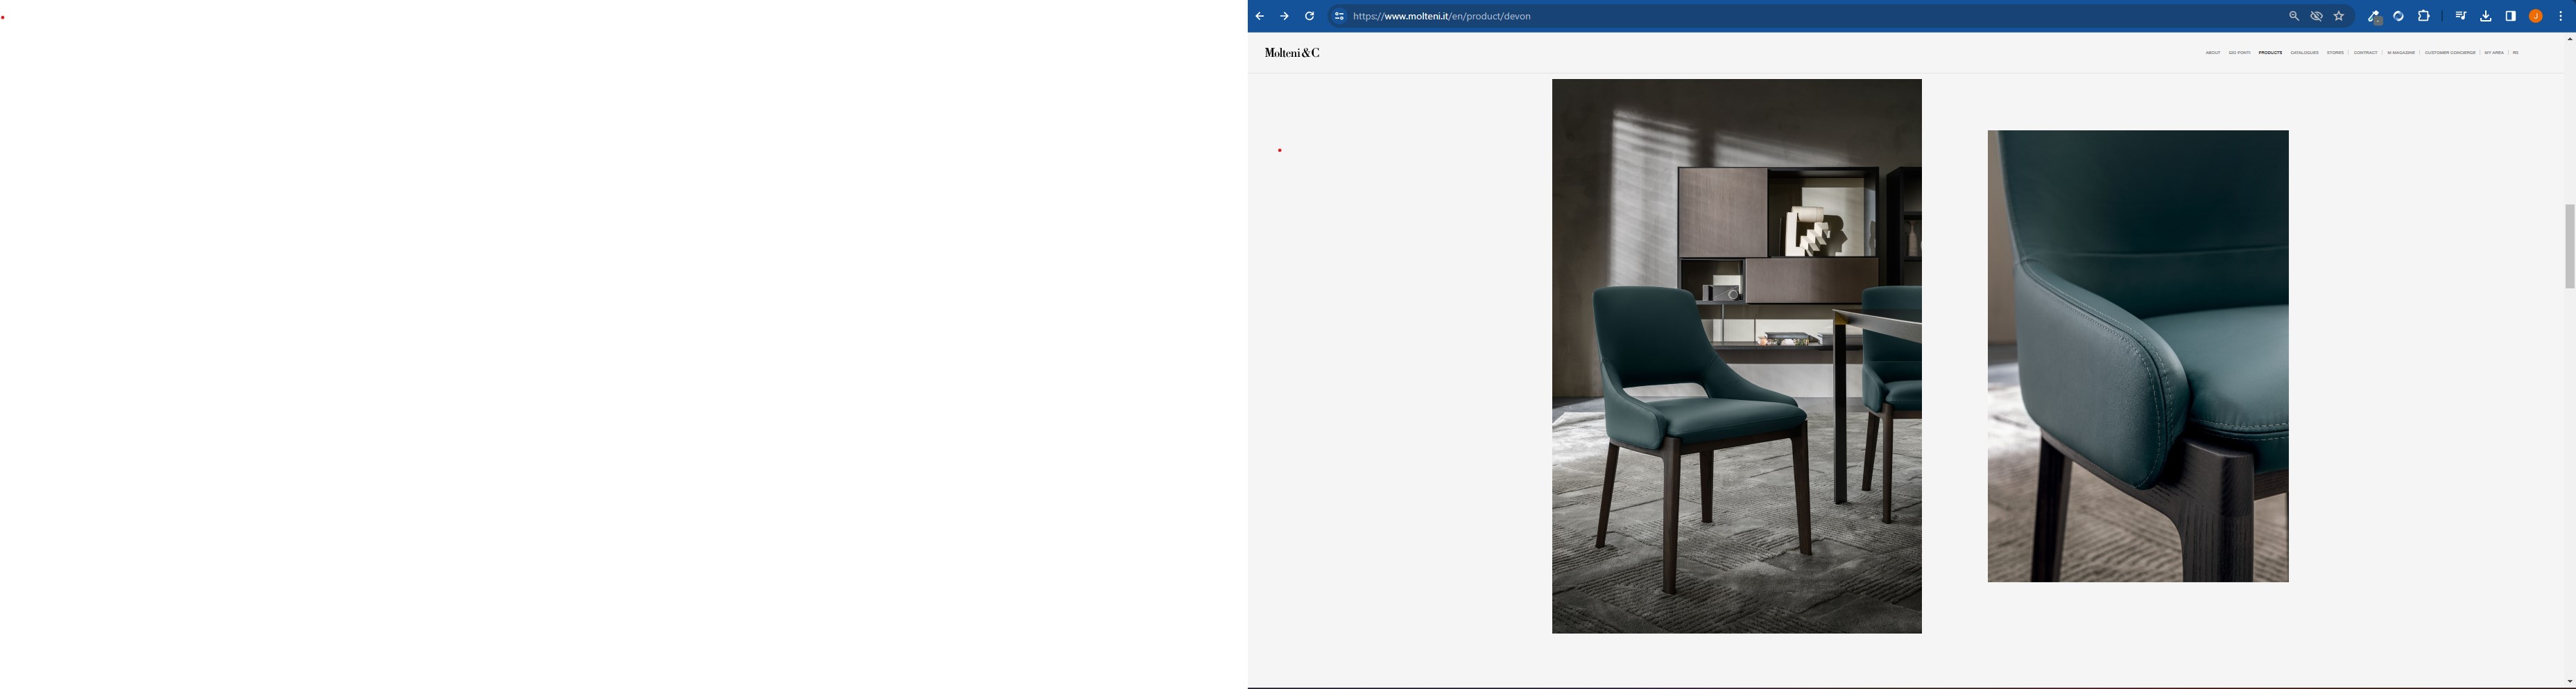 https://www.molteni.it/en/product/devon
J
Molteni&C
ABOUT GIO PONTI PRODUCTS CATALOGUES STORES CONTRACT M MAGAZINE CUSTOMER CONCIERGE MY AREA